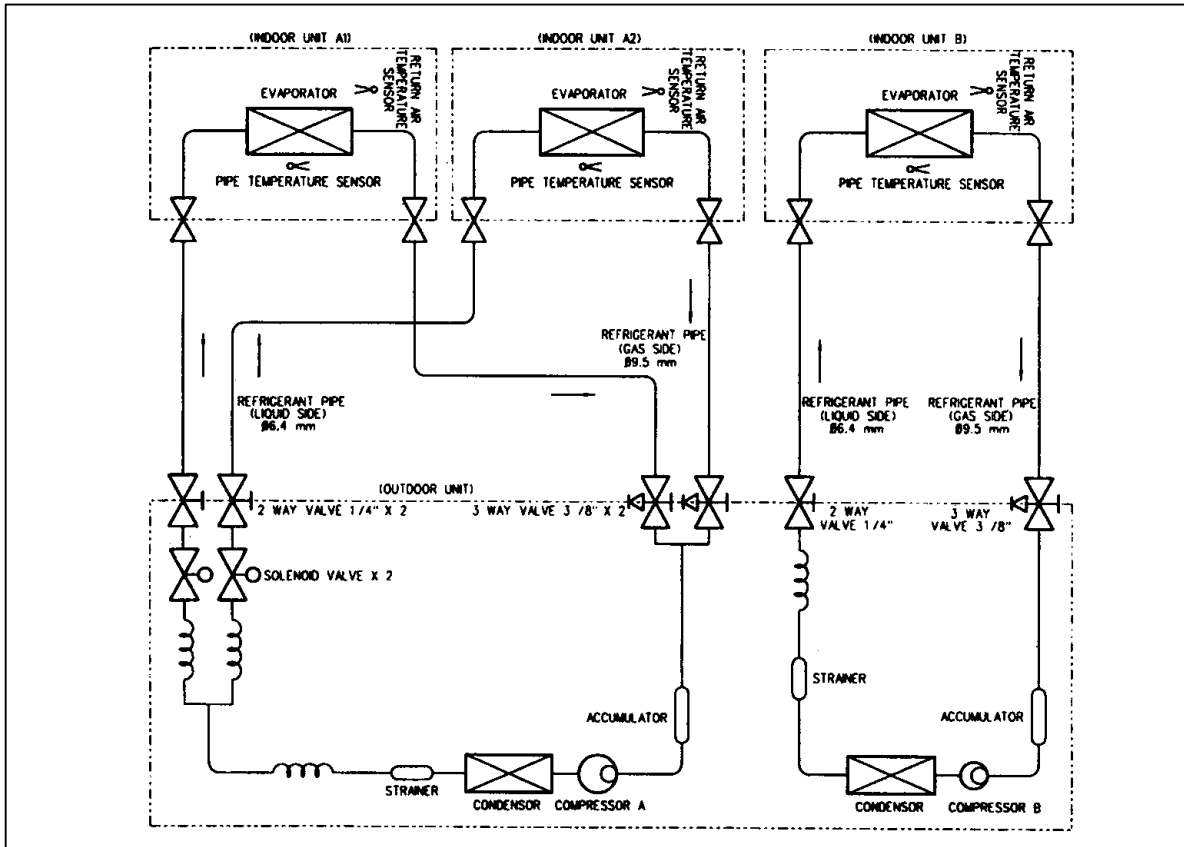 (INDOOR UNIT A1)
(INDOOR UNIT A2)
(INDOOR UNIT B)
RETURN AIR
TEMPERATURE
SENSOR
EVAPORATOR
PIPE TEMPERATURE SENSOR
RETURN AIR
TEMPERATURE
SENSOR
EVAPORATOR
PIPE TEMPERATURE SENSOR
RETURN AIR
TEMPERATURE
SENSOR
EVAPORATOR
PIPE TEMPERATURE SENSOR
REFRIGERANT PIPE
(GAS SIDE)
Ø9.5 mm
REFRIGERANT PIPE
(LIQUID SIDE)
Ø6.4 mm
REFRIGERANT PIPE
(LIQUID SIDE)
Ø6.4 mm
REFRIGERANT PIPE
(GAS SIDE)
Ø9.5 mm
(OUTDOOR UNIT)
2 WAY VALVE 1/4" X 2
3 WAY VALVE 3/8" X 2
2 WAY
VALVE 1/4"
3 WAY
VALVE 3/8"
SOLENOID VALVE X 2
STRAINER
ACCUMULATOR
ACCUMULATOR
STRAINER
CONDENSOR
COMPRESSOR A
CONDENSOR
COMPRESSOR B